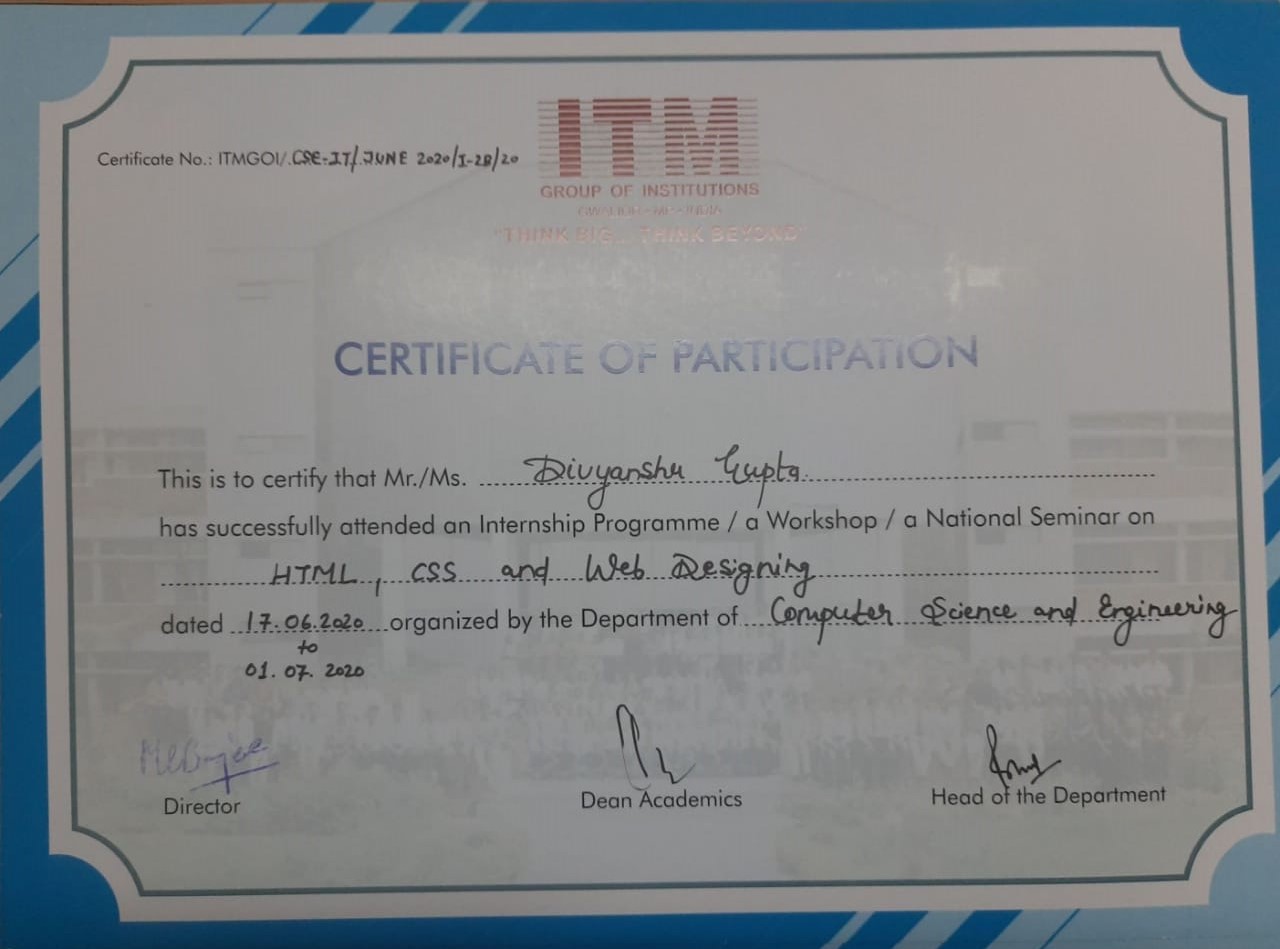 Certificate No.: ITMGOI/.CSE-IT/.JUNE 2020/I-28/20
ITM
GROUP OF INSTITUTIONS
GWALIOR • MP • INDIA
"THINK BIG... THINK BEYOND"
CERTIFICATE OF PARTICIPATION
This is to certify that Mr./Ms. Divyanshu Gupta
has successfully attended an Internship Programme / a Workshop / a National Seminar on
HTML, CSS and Web Designing
dated 17.06.2020 organized by the Department of Computer Science and Engineering
to
01.07.2020
Director
Dean Academics
Head of the Department